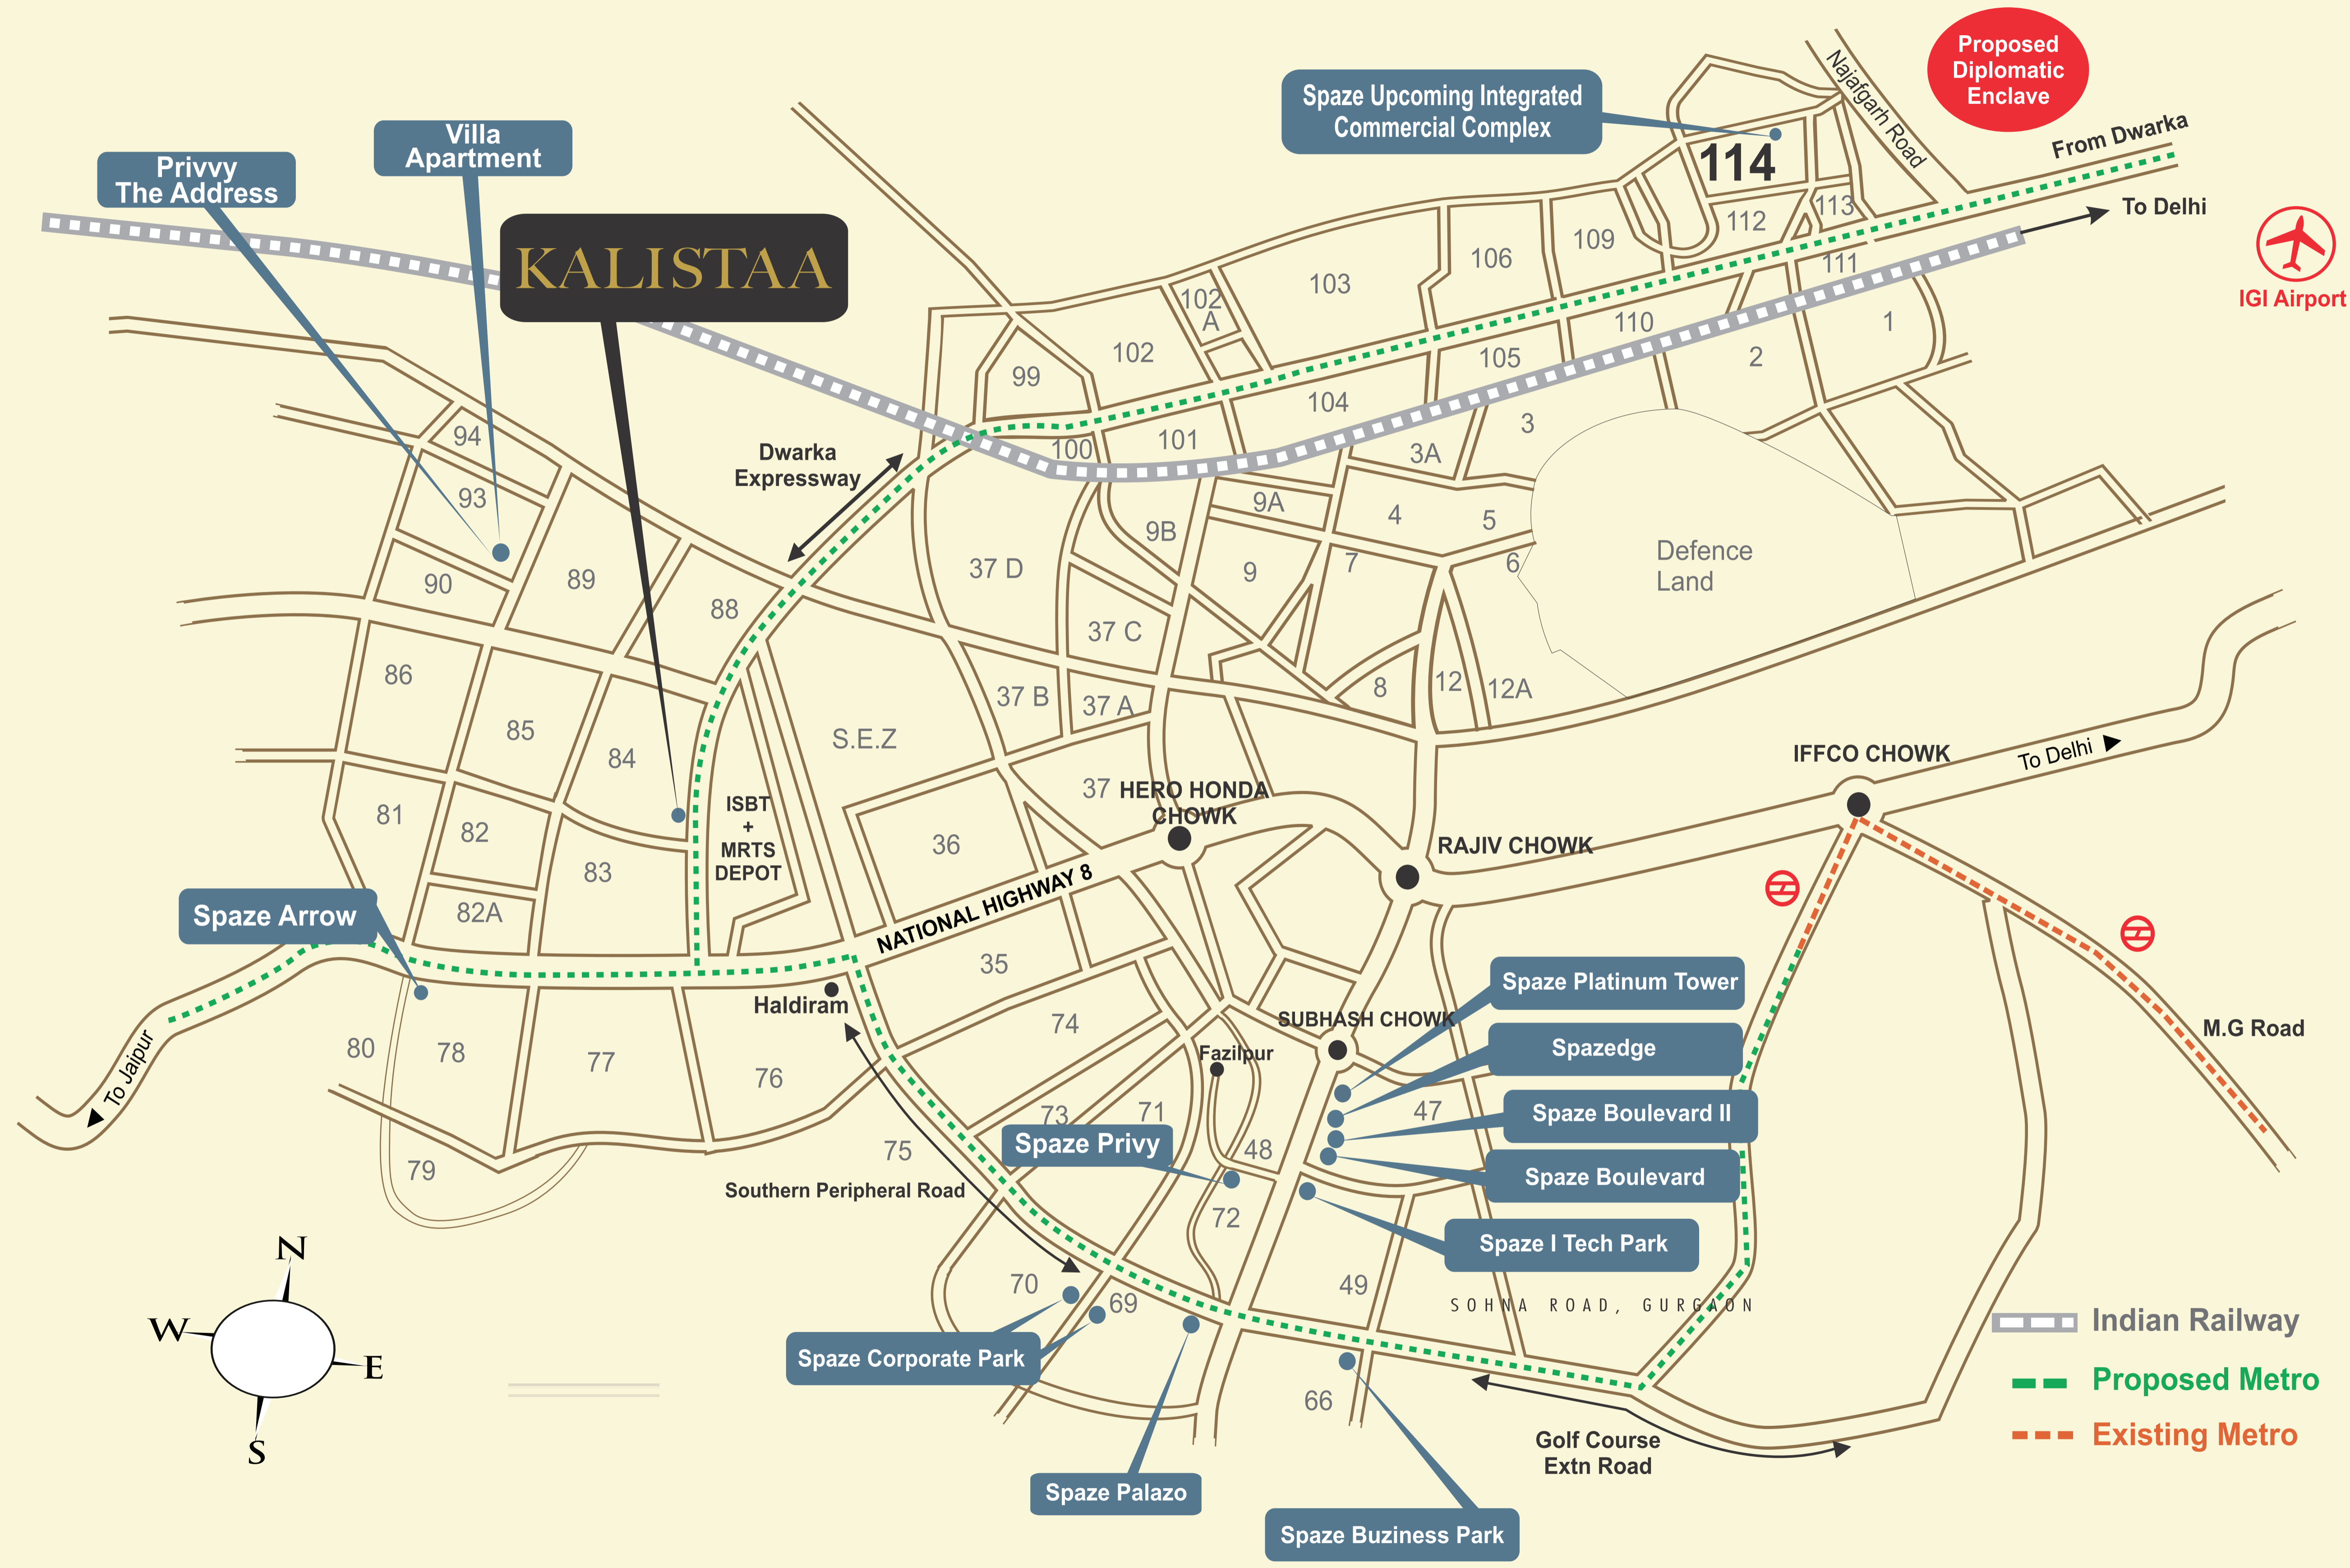 Proposed
Diplomatic
Enclave
Najafgarh Road
Spaze Upcoming Integrated
Commercial Complex
From Dwarka
Villa
Apartment
Privvy
The Address
114
To Delhi
IGI Airport
KALISTAA
113
112
109
106
103
102
A
111
110
1
2
105
102
99
104
3
101
100
3A
94
93
Dwarka
Expressway
9A
4
5
9B
6
7
9
37 D
Defence
Land
90
89
88
37 C
86
8
12
12A
37 B
37 A
85
84
S.E.Z
IFFCO CHOWK
To Delhi
37
HERO HONDA
CHOWK
ISBT
+
MRTS
DEPOT
81
82
83
36
RAJIV CHOWK
82A
Spaze Arrow
NATIONAL HIGHWAY 8
35
Haldiram
Spaze Platinum Tower
74
SUBHASH CHOWK
M.G Road
Fazilpur
Spazedge
80
78
77
76
To Jaipur
73
71
47
Spaze Boulevard II
Spaze Privy
48
75
79
Spaze Boulevard
Southern Peripheral Road
72
Spaze I Tech Park
70
69
49
SOHNA ROAD, GURGAON
N
W
E
S
Spaze Corporate Park
66
Golf Course
Extn Road
Spaze Palazo
Spaze Buziness Park
Indian Railway
Proposed Metro
Existing Metro